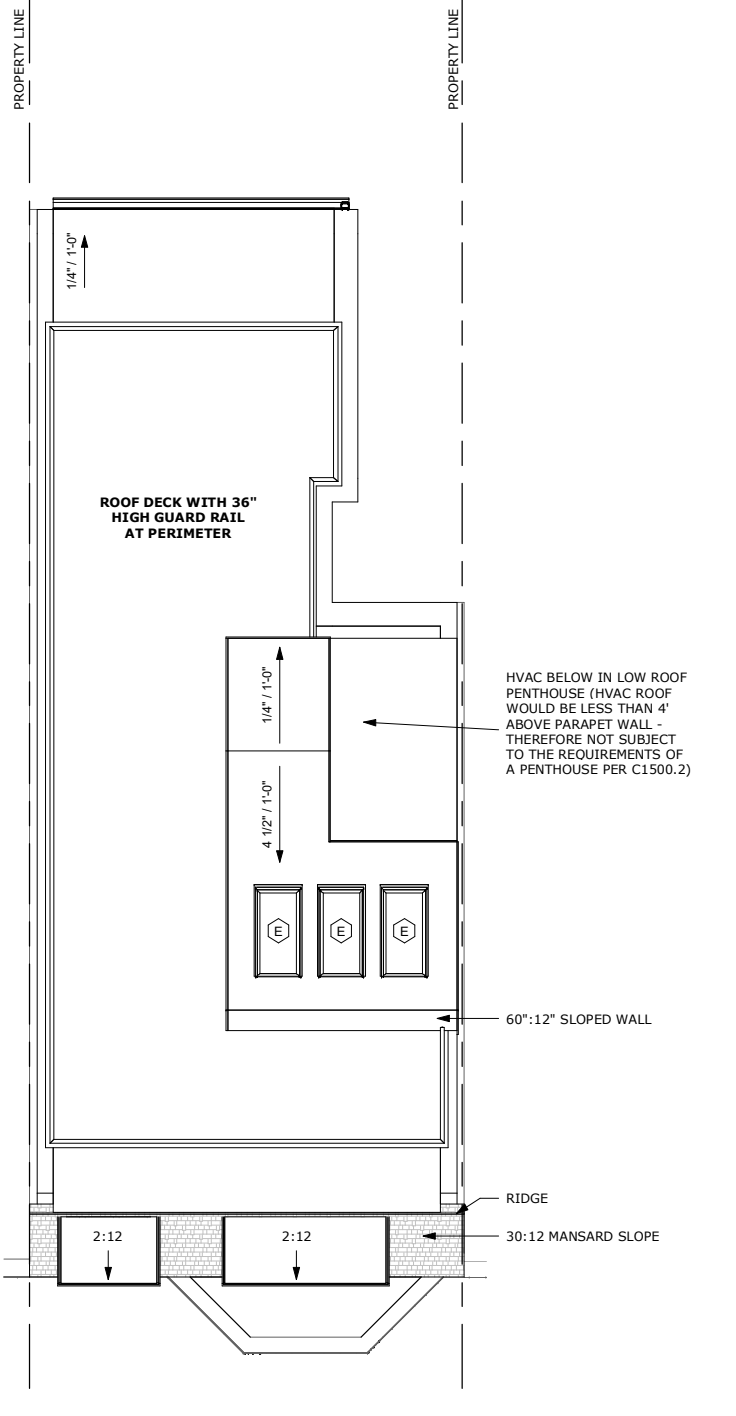 PROPERTY LINE
PROPERTY LINE
1/4" / 1'-0"
ROOF DECK WITH 36"
HIGH GUARD RAIL
AT PERIMETER
1/4" / 1'-0"
HVAC BELOW IN LOW ROOF
PENTHOUSE (HVAC ROOF
WOULD BE LESS THAN 4'
ABOVE PARAPET WALL -
THEREFORE NOT SUBJECT
TO THE REQUIREMENTS OF
A PENTHOUSE PER C1500.2)
4 1/2" / 1'-0"
E
E
E
60":12" SLOPED WALL
RIDGE
2:12
2:12
30:12 MANSARD SLOPE